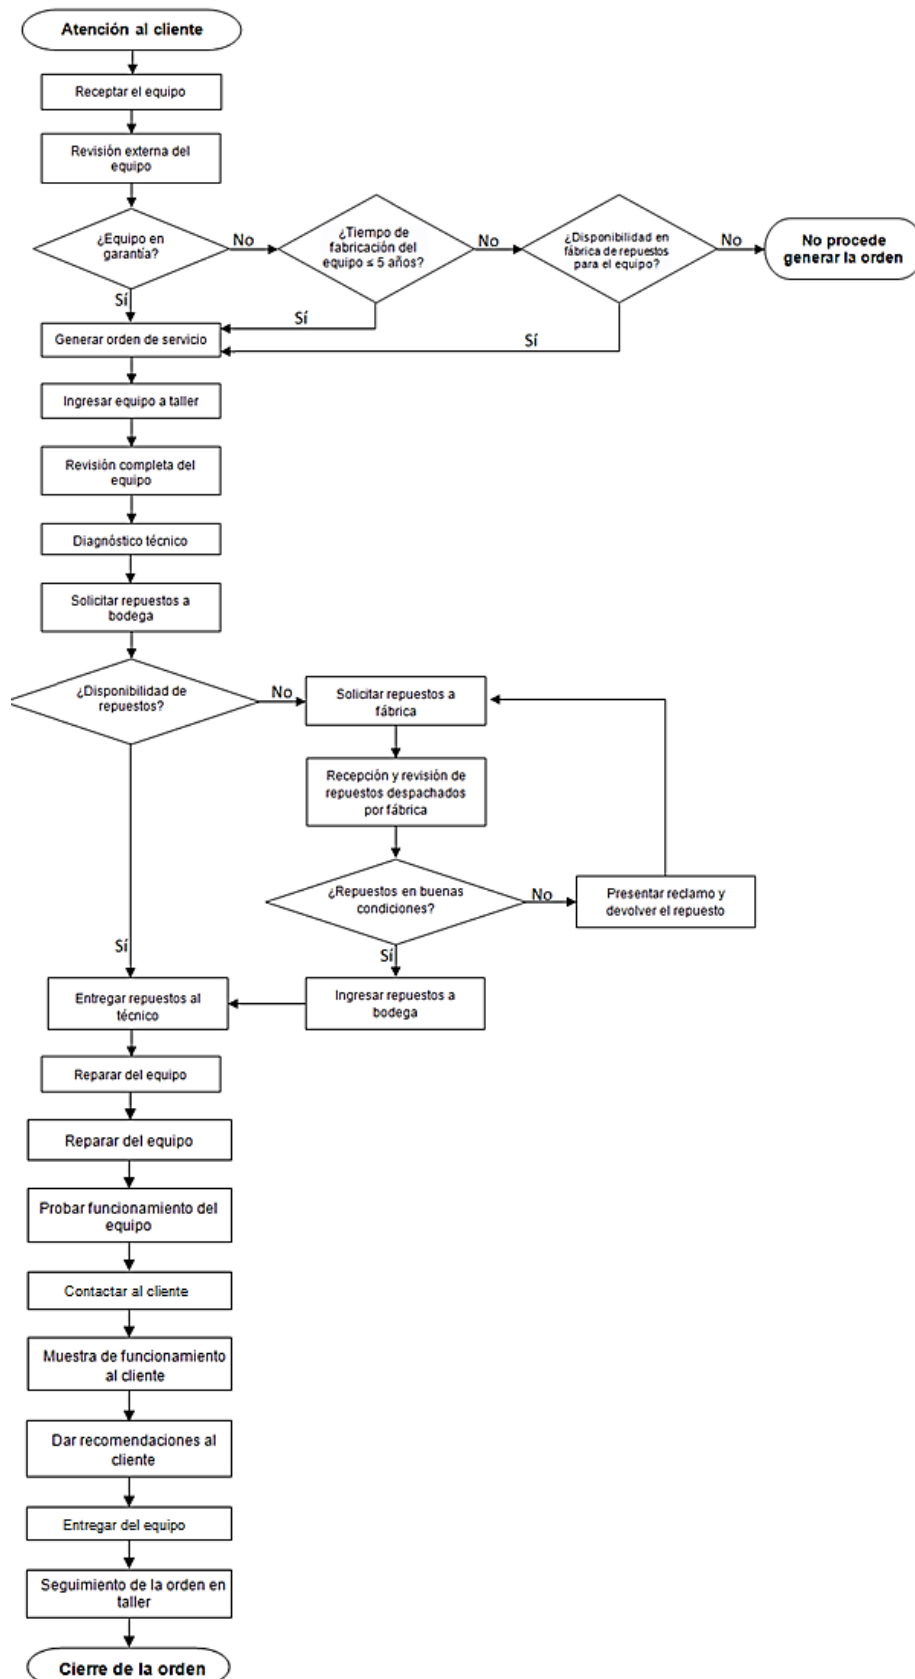 Atención al cliente
Receptar el equipo
Revisión externa del
equipo
¿Equipo en
garantía?
No
¿Tiempo de
fabricación del
equipo ≤ 5 años?
No
¿Disponibilidad en
fábrica de repuestos
para el equipo?
No
No procede
generar la orden
Sí
Sí
Sí
Generar orden de servicio
Ingresar equipo a taller
Revisión completa del
equipo
Diagnóstico técnico
Solicitar repuestos a
bodega
¿Disponibilidad de
repuestos?
No
Solicitar repuestos a
fábrica
Recepción y revisión de
repuestos despachados
por fábrica
¿Repuestos en buenas
condiciones?
No
Presentar reclamo y
devolver el repuesto
Sí
Sí
Ingresar repuestos a
bodega
Entregar repuestos al
técnico
Reparar del equipo
Reparar del equipo
Probar funcionamiento del
equipo
Contactar al cliente
Muestra de funcionamiento
al cliente
Dar recomendaciones al
cliente
Entregar del equipo
Seguimiento de la orden en
taller
Cierre de la orden